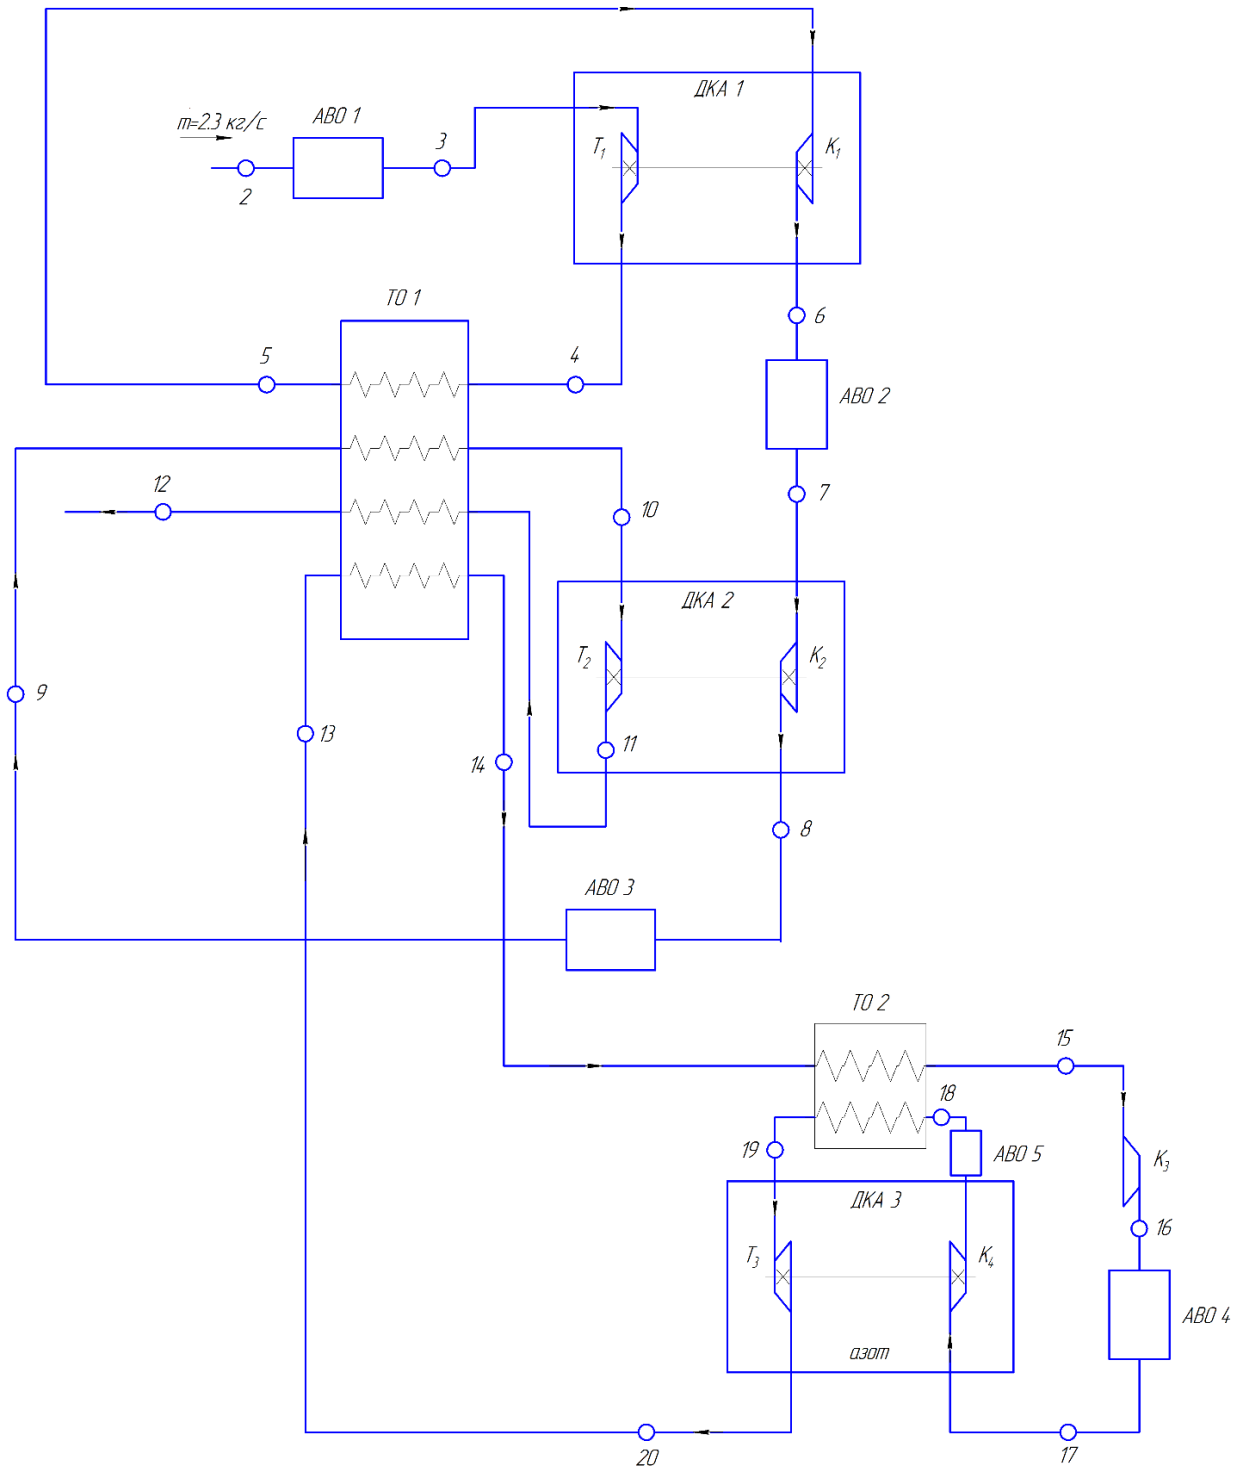 ДКА 1
m=2.3 кг/с
АВО 1
3
T₁
K₁
2
ТО 1
6
5
4
АВО 2
12
7
10
ДКА 2
T₂
K₂
9
13
11
14
8
АВО 3
ТО 2
15
18
19
АВО 5
K₃
ДКА 3
16
T₃
K₄
АВО 4
азот
20
17